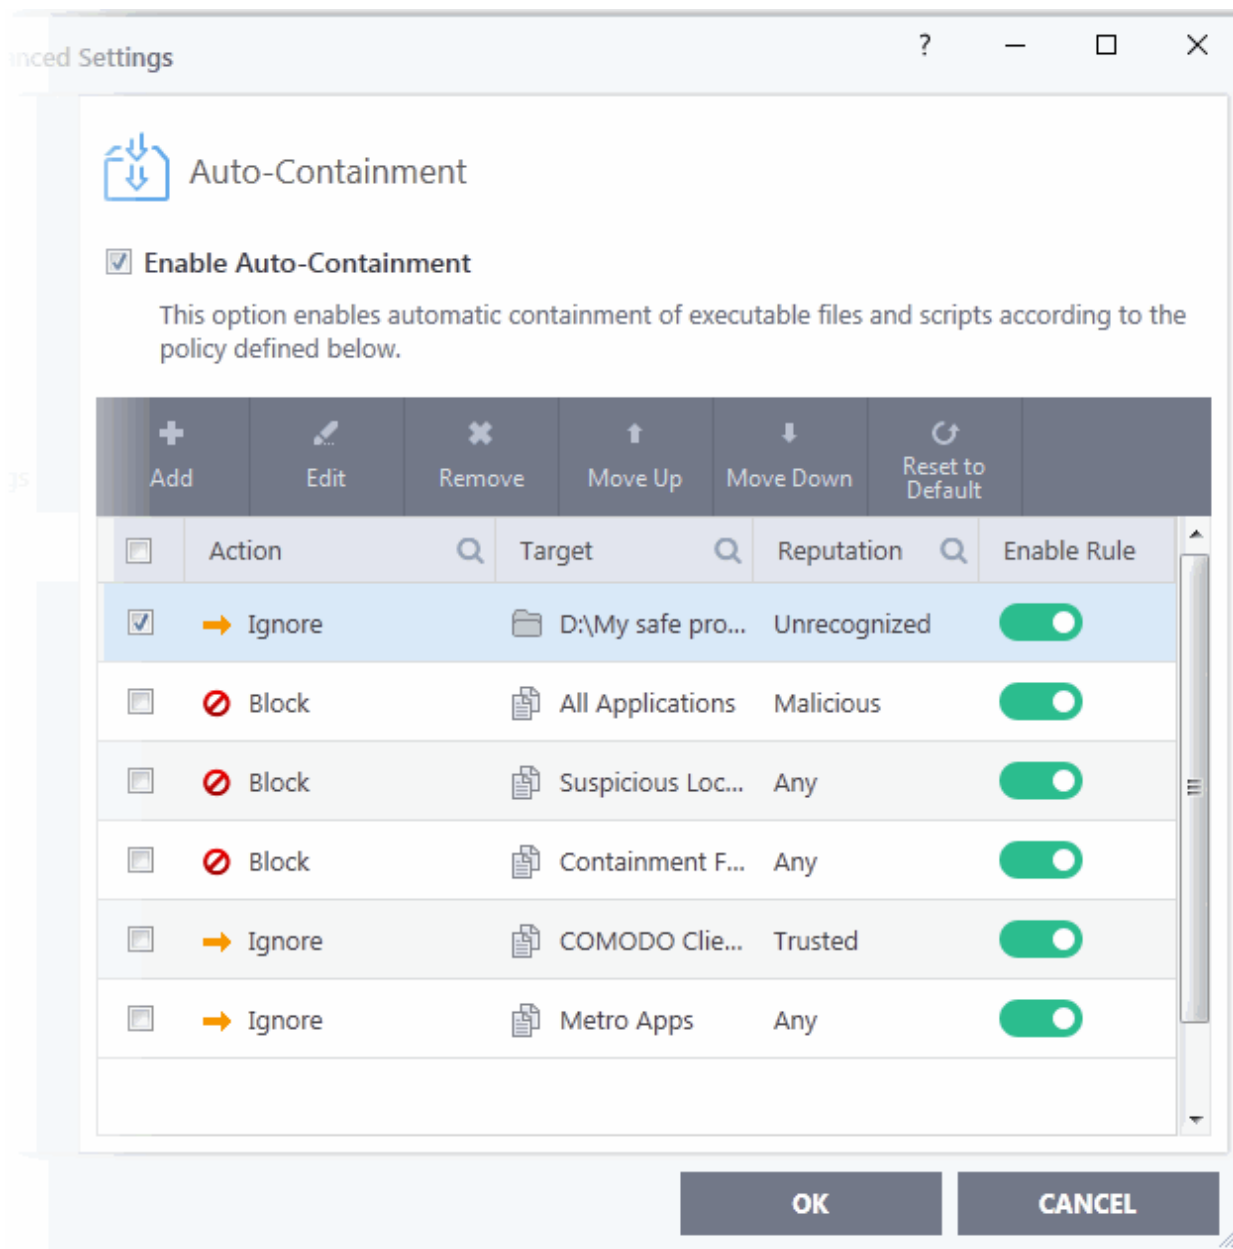 nced Settings
?
Auto-Containment
Enable Auto-Containment
This option enables automatic containment of executable files and scripts according to the
policy defined below.
Add Edit Remove Move Up Move Down Reset to
Default
Action Target Reputation Enable Rule
Ignore D:\My safe pro... Unrecognized
Block All Applications Malicious
Block Suspicious Loc... Any
Block Containment F... Any
Ignore COMODO Clie... Trusted
Ignore Metro Apps Any
gs
OK CANCEL